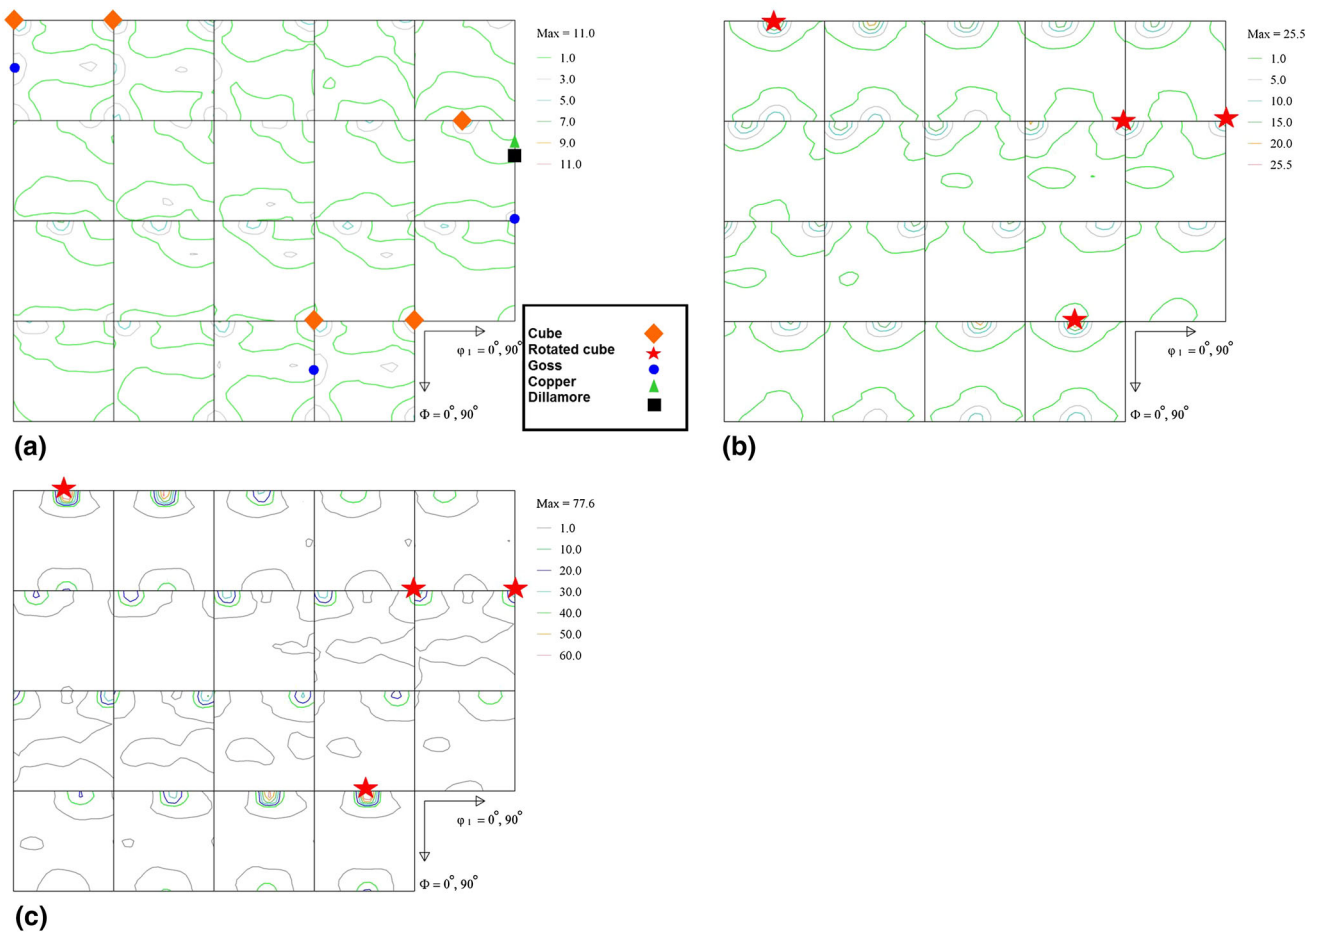 Max = 11.0
1.0
3.0
5.0
7.0
9.0
11.0
Cube
Rotated cube
Goss
Copper
Dillamore
φ 1 = 0°, 90°
Φ = 0°, 90°
(a)
Max = 25.5
1.0
5.0
10.0
15.0
20.0
25.5
φ 1 = 0°, 90°
Φ = 0°, 90°
(b)
Max = 77.6
1.0
10.0
20.0
30.0
40.0
50.0
60.0
φ 1 = 0°, 90°
Φ = 0°, 90°
(c)